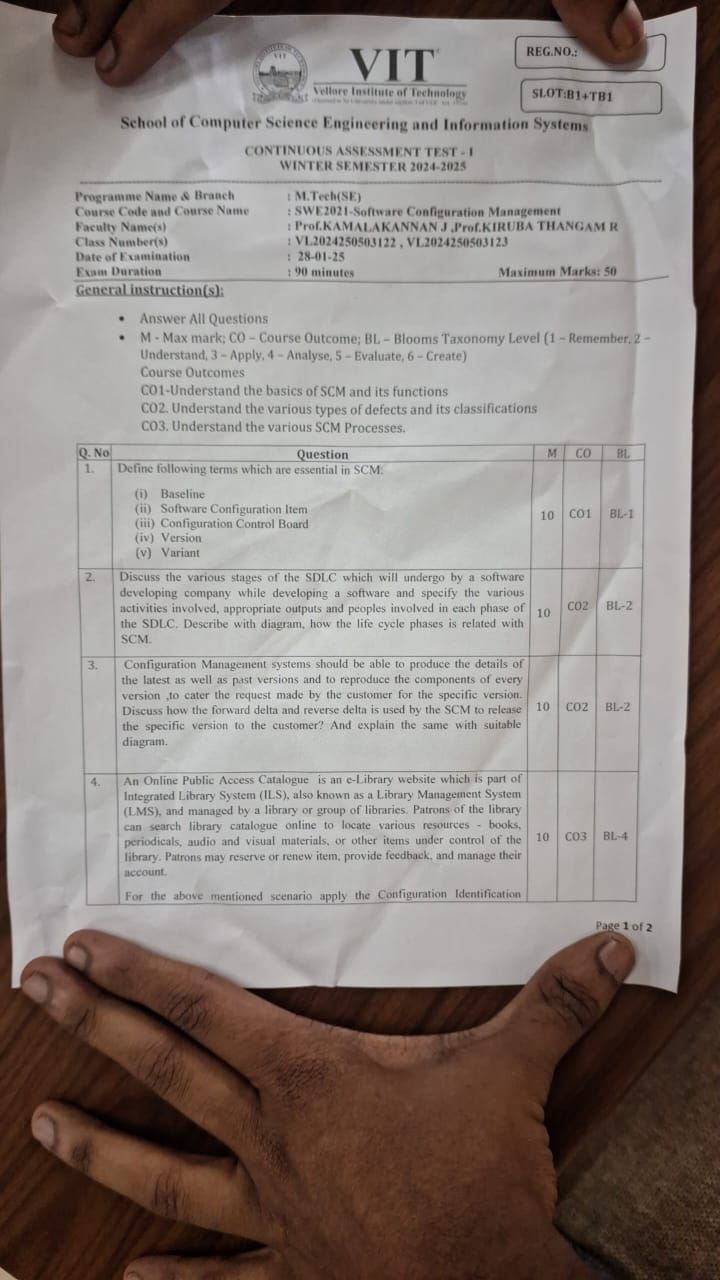 VIT
VIT
Vellore Institute of Technology
REG.NO.:
SLOT:B1+TB1
School of Computer Science Engineering and Information Systems
CONTINUOUS ASSESSMENT TEST - I
WINTER SEMESTER 2024-2025
Programme Name & Branch : M.Tech(SE)
Course Code and Course Name : SWE2021-Software Configuration Management
Faculty Name(s) : Prof.KAMALAKANNAN J ,Prof.KIRUBA THANGAM R
Class Number(s) : VL2024250503122 , VL2024250503123
Date of Examination : 28-01-25
Exam Duration : 90 minutes Maximum Marks: 50
General instruction(s):
• Answer All Questions
• M - Max mark; CO – Course Outcome; BL – Blooms Taxonomy Level (1 – Remember, 2 –
Understand, 3 – Apply, 4 – Analyse, 5 – Evaluate, 6 – Create)
Course Outcomes
CO1-Understand the basics of SCM and its functions
CO2. Understand the various types of defects and its classifications
CO3. Understand the various SCM Processes.
Q. No Question M CO BL
1. Define following terms which are essential in SCM:
(i) Baseline
(ii) Software Configuration Item
(iii) Configuration Control Board
(iv) Version
(v) Variant
10 CO1 BL-1
2. Discuss the various stages of the SDLC which will undergo by a software
developing company while developing a software and specify the various
activities involved, appropriate outputs and peoples involved in each phase of
the SDLC. Describe with diagram, how the life cycle phases is related with
SCM.
10 CO2 BL-2
3. Configuration Management systems should be able to produce the details of
the latest as well as past versions and to reproduce the components of every
version ,to cater the request made by the customer for the specific version.
Discuss how the forward delta and reverse delta is used by the SCM to release
the specific version to the customer? And explain the same with suitable
diagram.
10 CO2 BL-2
4. An Online Public Access Catalogue is an e-Library website which is part of
Integrated Library System (ILS), also known as a Library Management System
(LMS), and managed by a library or group of libraries. Patrons of the library
can search library catalogue online to locate various resources - books,
periodicals, audio and visual materials, or other items under control of the
library. Patrons may reserve or renew item, provide feedback, and manage their
account.
For the above mentioned scenario apply the Configuration Identification
10 CO3 BL-4
Page 1 of 2